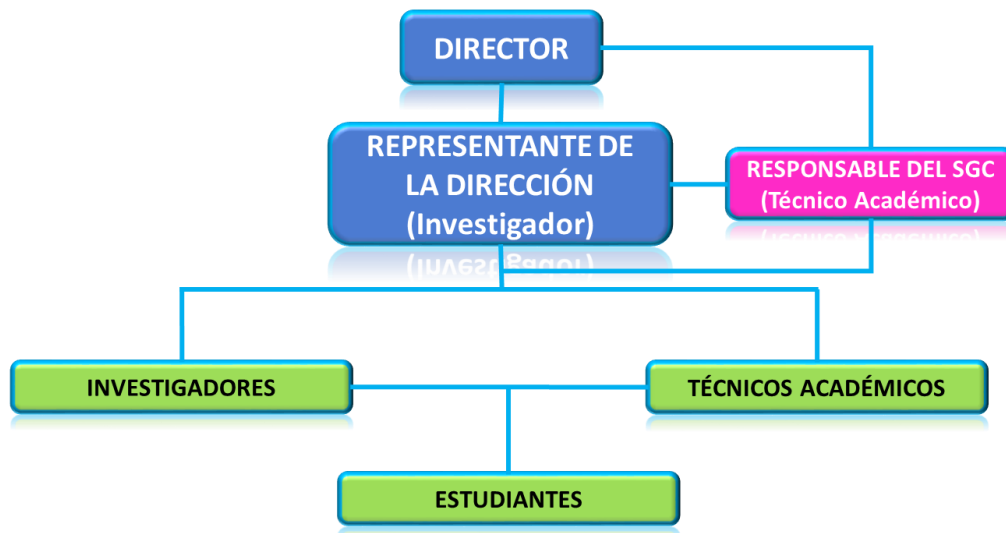 DIRECTOR
REPRESENTANTE DE
LA DIRECCIÓN
(Investigador)
RESPONSABLE DEL SGC
(Técnico Académico)
INVESTIGADORES
TÉCNICOS ACADÉMICOS
ESTUDIANTES